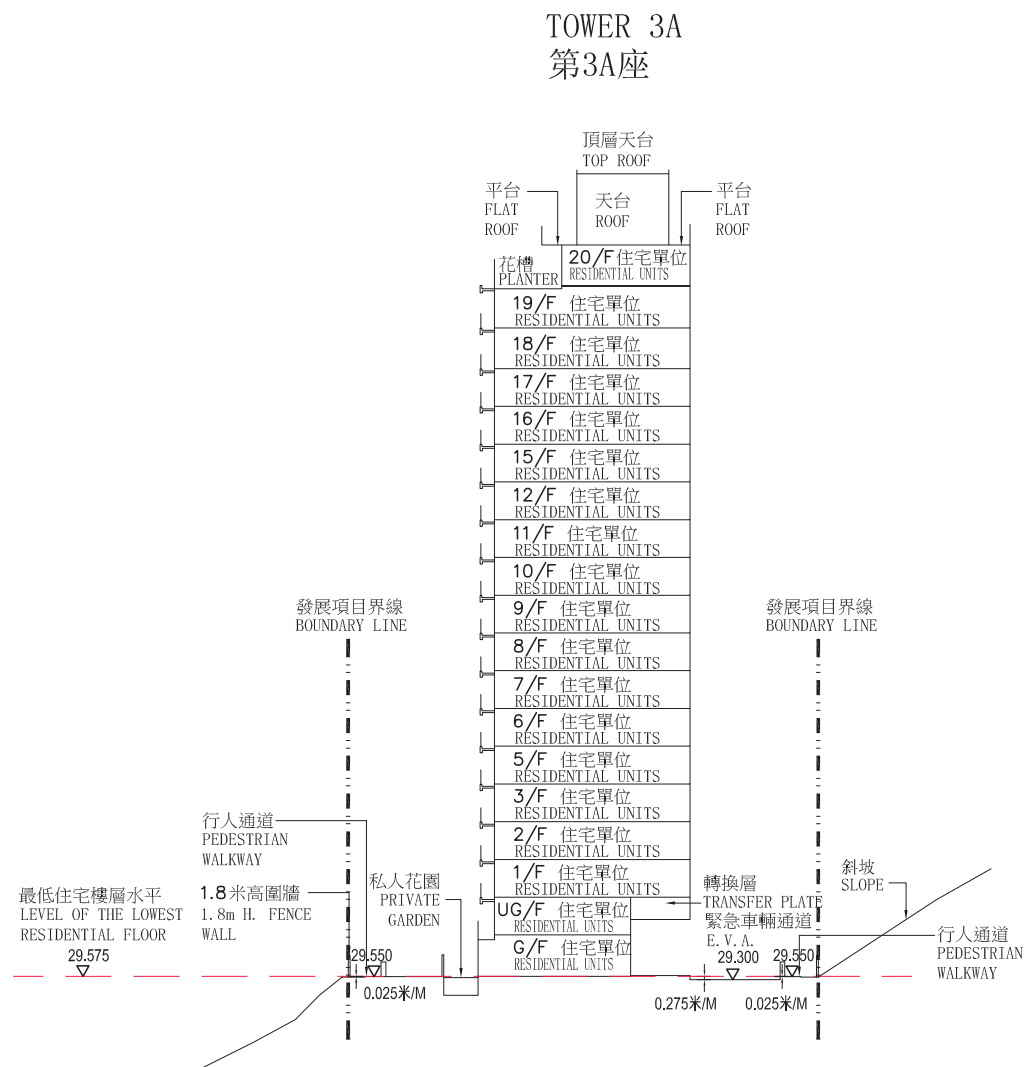 TOWER 3A
第3A座
頂層天台
TOP ROOF
平台
FLAT
ROOF
天台
ROOF
平台
FLAT
ROOF
花槽
PLANTER
20/F 住宅單位
RESIDENTIAL UNITS
19/F 住宅單位
RESIDENTIAL UNITS
18/F 住宅單位
RESIDENTIAL UNITS
17/F 住宅單位
RESIDENTIAL UNITS
16/F 住宅單位
RESIDENTIAL UNITS
15/F 住宅單位
RESIDENTIAL UNITS
12/F 住宅單位
RESIDENTIAL UNITS
11/F 住宅單位
RESIDENTIAL UNITS
10/F 住宅單位
RESIDENTIAL UNITS
9/F 住宅單位
RESIDENTIAL UNITS
8/F 住宅單位
RESIDENTIAL UNITS
7/F 住宅單位
RESIDENTIAL UNITS
6/F 住宅單位
RESIDENTIAL UNITS
5/F 住宅單位
RESIDENTIAL UNITS
3/F 住宅單位
RESIDENTIAL UNITS
2/F 住宅單位
RESIDENTIAL UNITS
1/F 住宅單位
RESIDENTIAL UNITS
UG/F 住宅單位
RESIDENTIAL UNITS
G/F 住宅單位
RESIDENTIAL UNITS
發展項目界線
BOUNDARY LINE
發展項目界線
BOUNDARY LINE
行人通道
PEDESTRIAN
WALKWAY
最低住宅樓層水平
LEVEL OF THE LOWEST
RESIDENTIAL FLOOR
29.575
1.8米高圍牆
1.8m H. FENCE
WALL
私人花園
PRIVATE
GARDEN
29.550
0.025米/M
轉換層
TRANSFER PLATE
緊急車輛通道
E.V.A.
29.300
29.550
0.275米/M
0.025米/M
斜坡
SLOPE
行人通道
PEDESTRIAN
WALKWAY